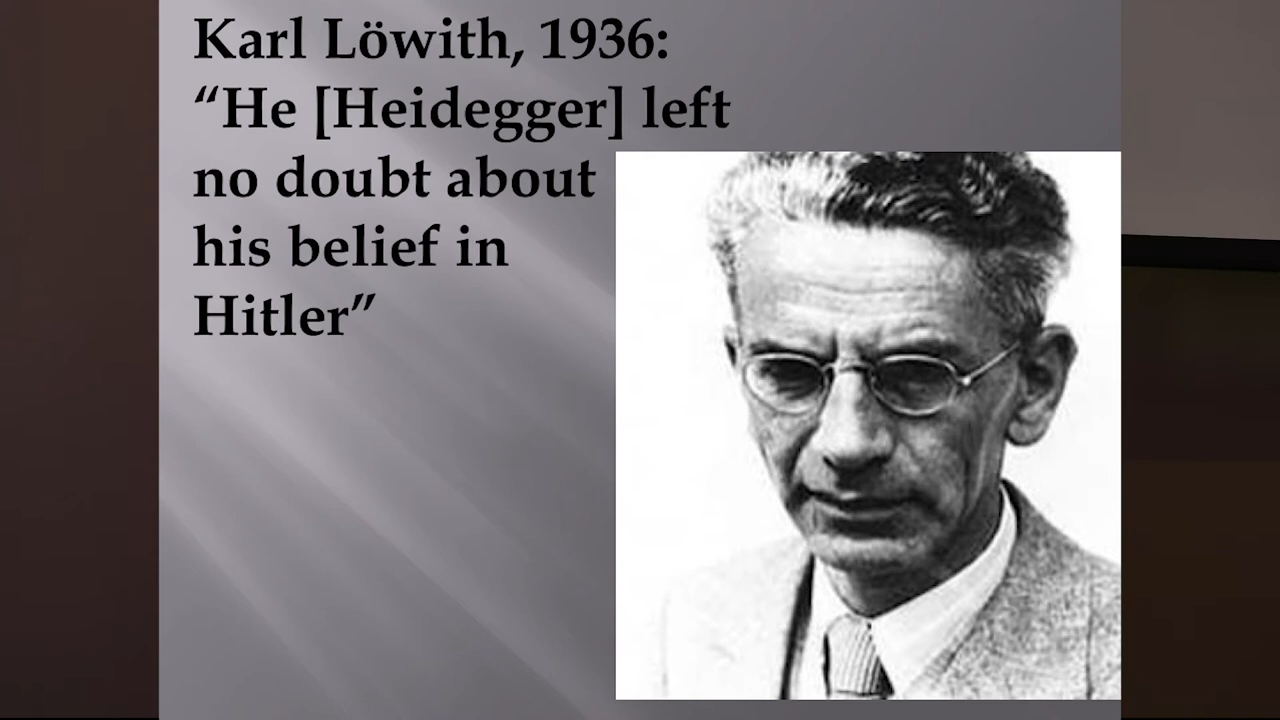 Karl Löwith, 1936:
“He [Heidegger] left
no doubt about
his belief in
Hitler”